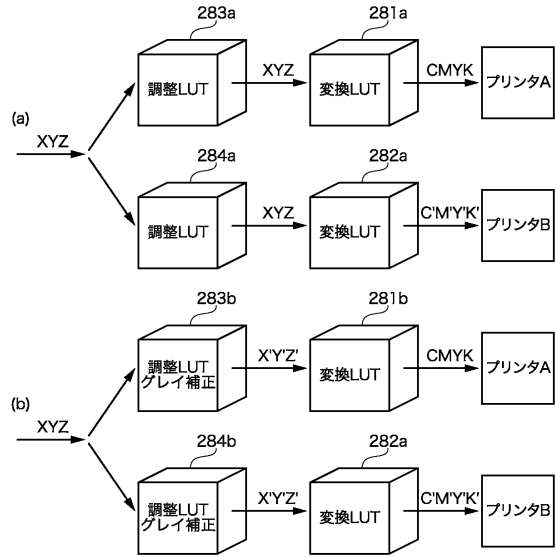 283a
281a
調整LUT
XYZ
変換LUT
CMYK
プリンタA
(a)
XYZ
284a
282a
調整LUT
XYZ
変換LUT
C'M'Y'K'
プリンタB
283b
281b
調整LUT
グレイ補正
X'Y'Z'
変換LUT
CMYK
プリンタA
(b)
XYZ
284b
282a
調整LUT
グレイ補正
X'Y'Z'
変換LUT
C'M'Y'K'
プリンタB